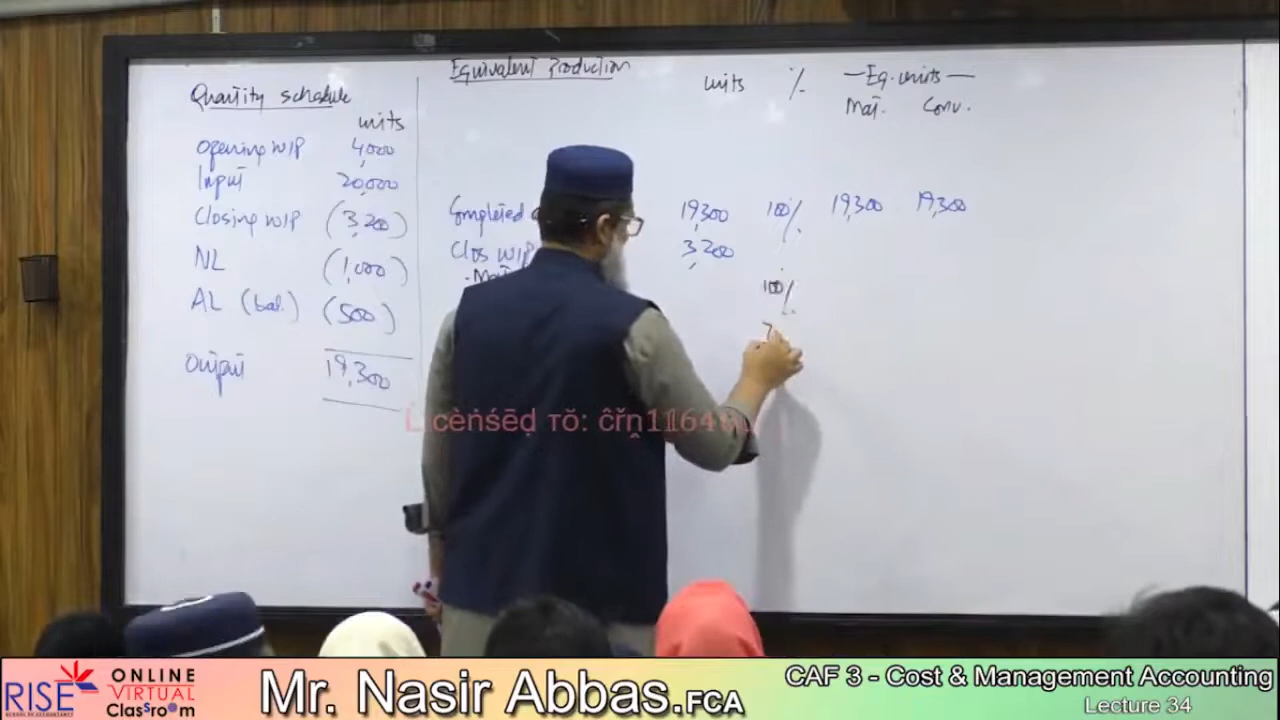 Equivalent Production
Quantity schedule
units
Opening WIP 4,000
Input 20,000
Closing WIP (3,200)
NL (1,000)
AL (bal.) (500)
Output 19,300
units % Eq. units
Mat. Conv.
Completed 19,300 100% 19,300 19,300
Clos WIP 3,200
- Mat
100%
7
RISE
ONLINE
VIRTUAL
Classroom
Mr. Nasir Abbas.FCA
CAF 3 - Cost & Management Accounting
Lecture 34